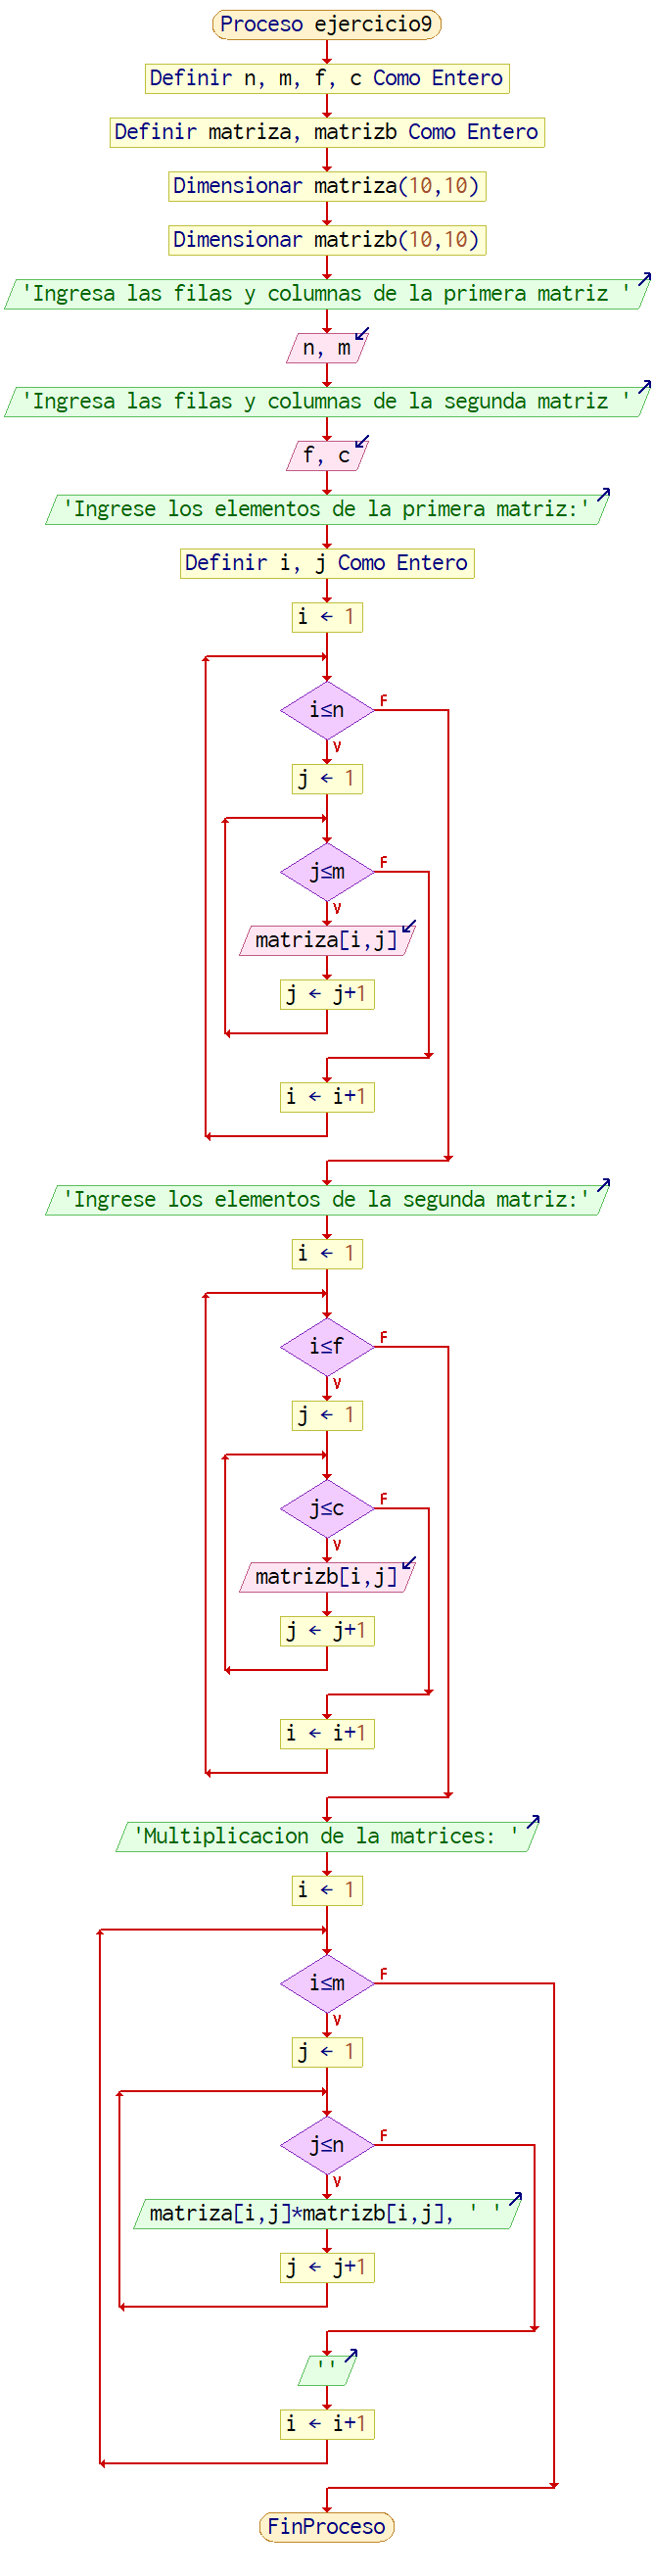 Proceso ejercicio9
Definir n, m, f, c Como Entero
Definir matriza, matrizb Como Entero
Dimensionar matriza(10,10)
Dimensionar matrizb(10,10)
'Ingresa las filas y columnas de la primera matriz '
n, m
'Ingresa las filas y columnas de la segunda matriz '
f, c
'Ingrese los elementos de la primera matriz:'
Definir i, j Como Entero
i ← 1
i≤n
F
V
j ← 1
j≤m
F
V
matriza[i,j]
j ← j+1
i ← i+1
'Ingrese los elementos de la segunda matriz:'
i ← 1
i≤f
F
V
j ← 1
j≤c
F
V
matrizb[i,j]
j ← j+1
i ← i+1
'Multiplicacion de la matrices: '
i ← 1
i≤m
F
V
j ← 1
j≤n
F
V
matriza[i,j]*matrizb[i,j], ' '
j ← j+1
''
i ← i+1
FinProceso